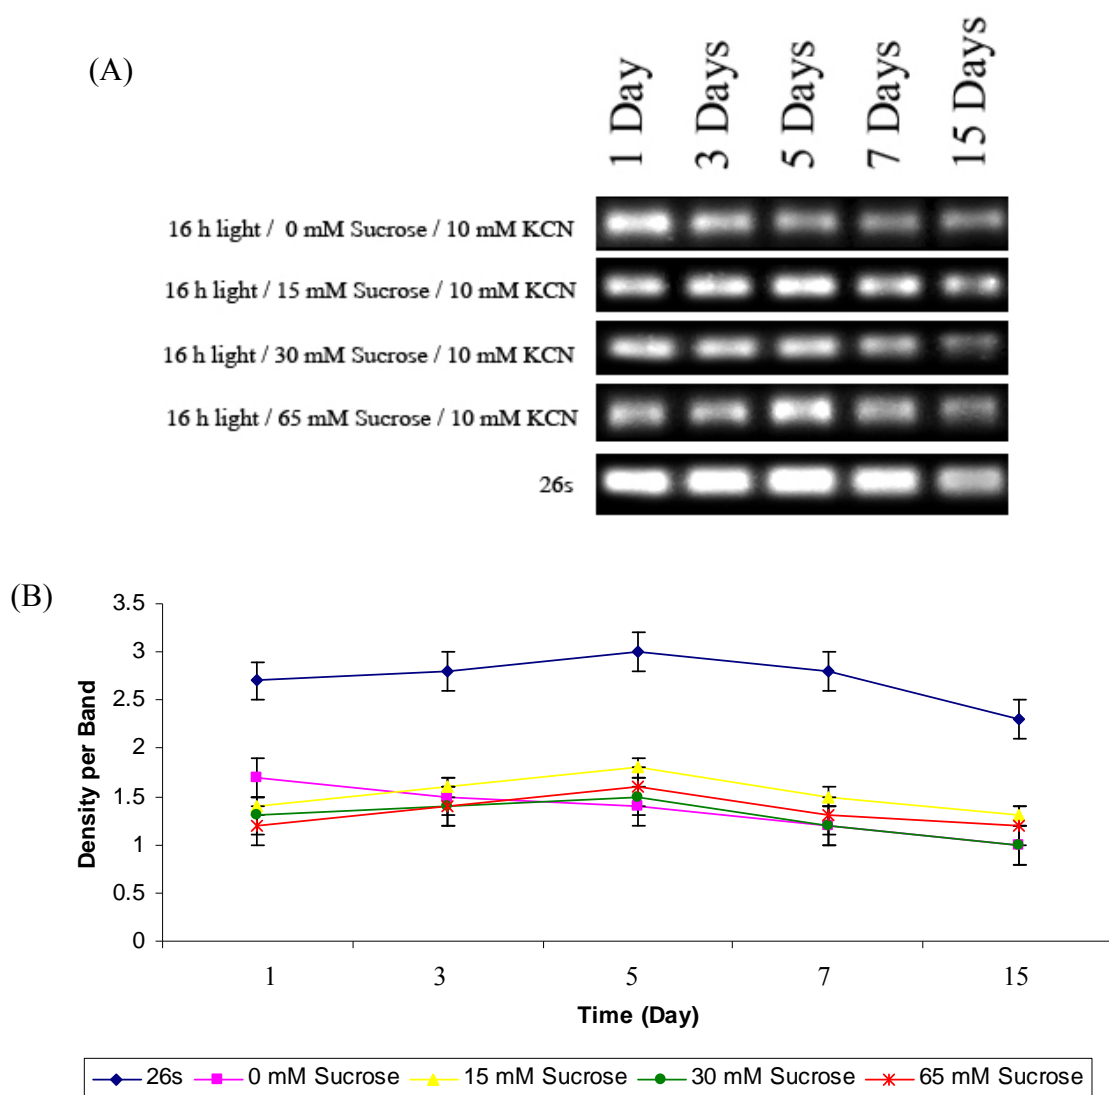 (A)
1 Day
3 Days
5 Days
7 Days
15 Days
16 h light / 0 mM Sucrose / 10 mM KCN
16 h light / 15 mM Sucrose / 10 mM KCN
16 h light / 30 mM Sucrose / 10 mM KCN
16 h light / 65 mM Sucrose / 10 mM KCN
26s
(B)
3.5
3
2.5
2
1.5
1
0.5
0
Density per Band
1 3 5 7 15
Time (Day)
26s 0 mM Sucrose 15 mM Sucrose 30 mM Sucrose 65 mM Sucrose